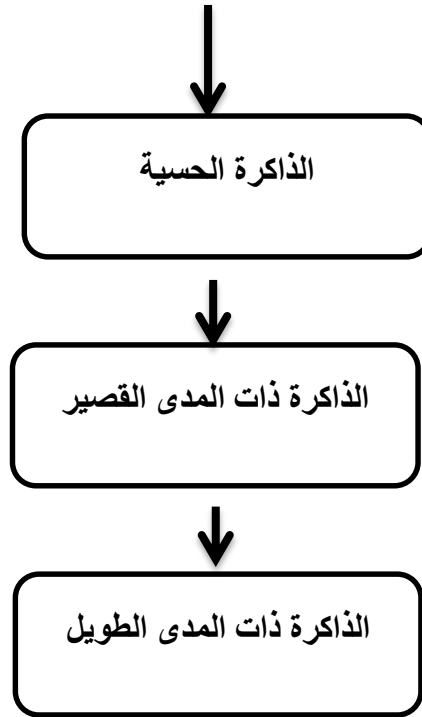 الذاكرة الحسية
الذاكرة ذات المدى القصير
الذاكرة ذات المدى الطويل